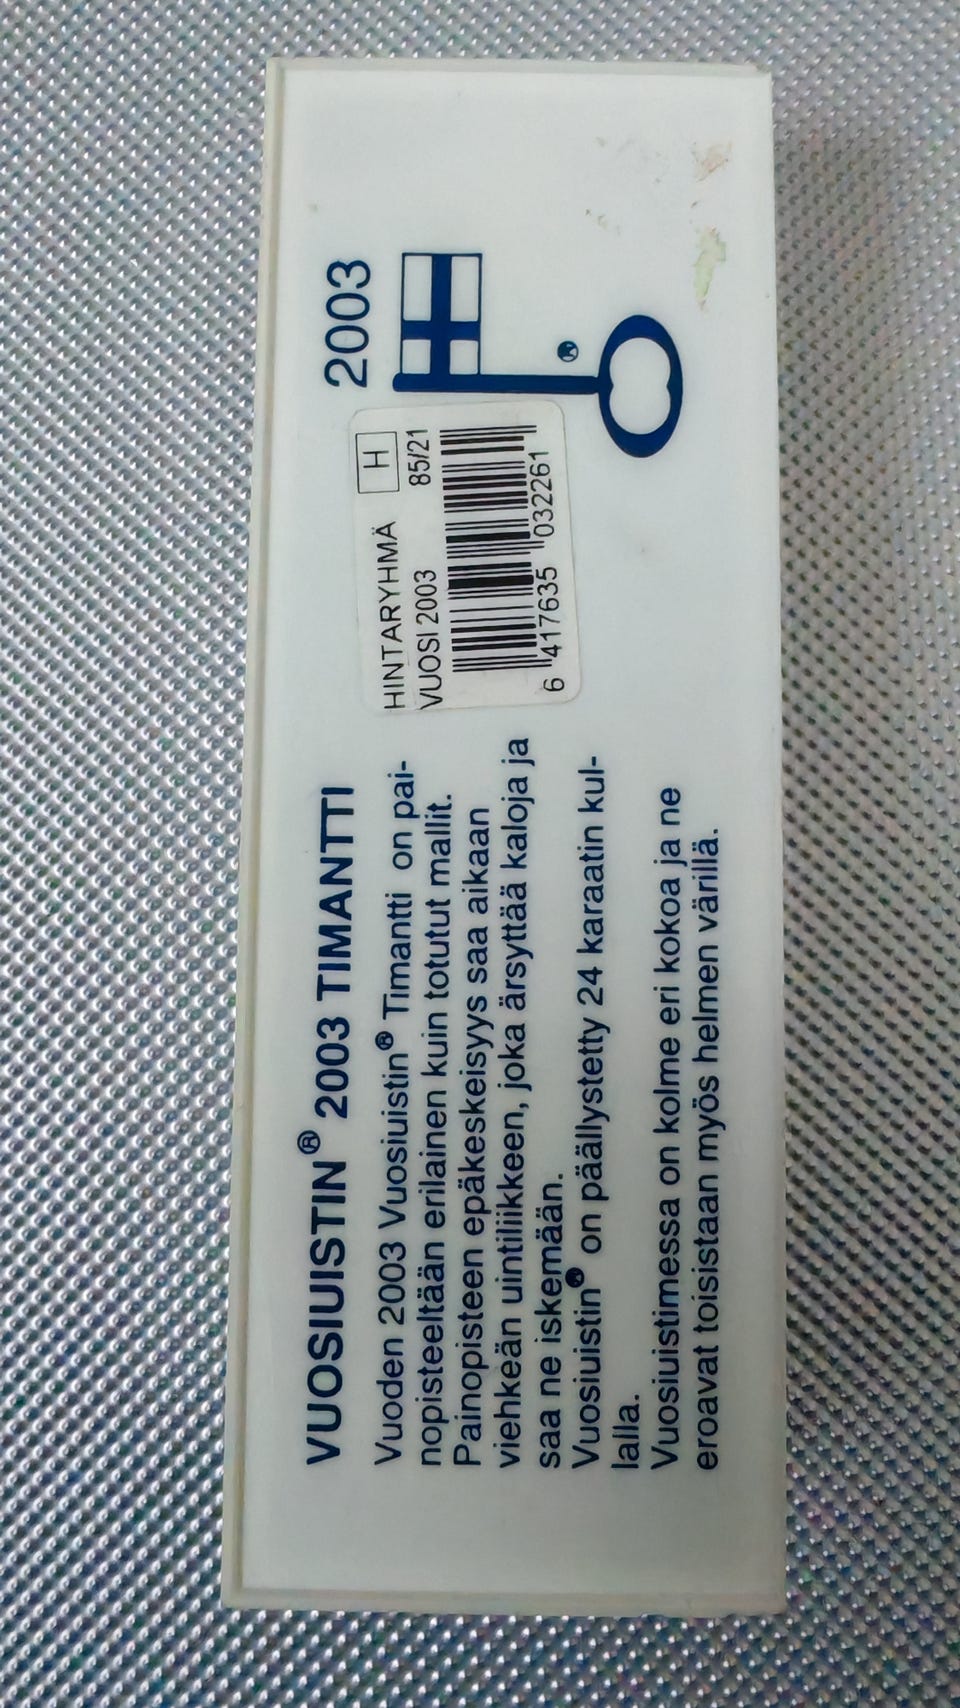 VUOSIUISTIN® 2003 TIMANTTI
Vuoden 2003 Vuosiuistin® Timantti on pai-
nopisteeltään erilainen kuin totutut mallit.
Painopisteen epäkeskeisyys saa aikaan
viehkeän uintiliikkeen, joka ärsyttää kaloja ja
saa ne iskemään.
Vuosiuistin® on päällystetty 24 karaatin kul-
lalla.
Vuosiuistimessa on kolme eri kokoa ja ne
eroavat toisistaan myös helmen värillä.
HINTARYHMÄ H
VUOSI 2003 85/21
6 417635 032261
2003